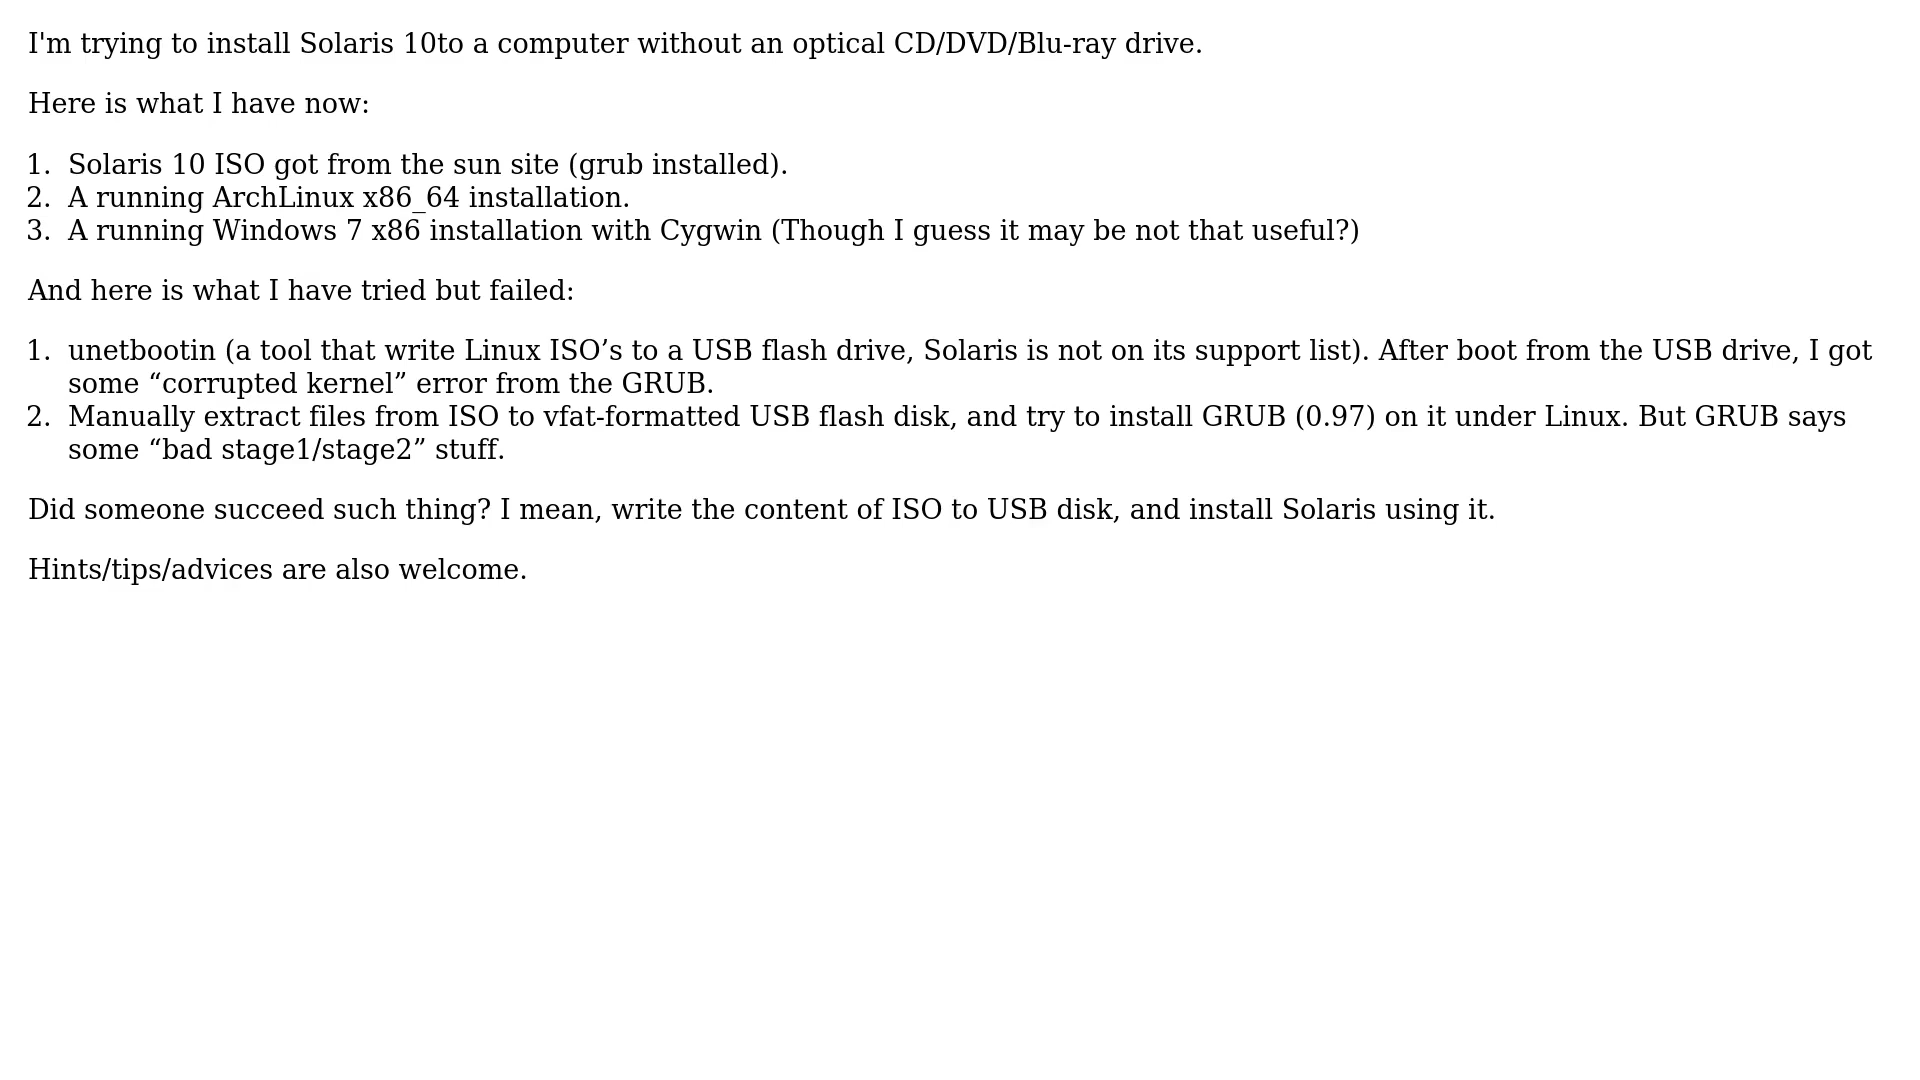 I'm trying to install Solaris 10to a computer without an optical CD/DVD/Blu-ray drive.
Here is what I have now:
1. Solaris 10 ISO got from the sun site (grub installed).
2. A running ArchLinux x86_64 installation.
3. A running Windows 7 x86 installation with Cygwin (Though I guess it may be not that useful?)
And here is what I have tried but failed:
1. unetbootin (a tool that write Linux ISO’s to a USB flash drive, Solaris is not on its support list). After boot from the USB drive, I got
some “corrupted kernel” error from the GRUB.
2. Manually extract files from ISO to vfat-formatted USB flash disk, and try to install GRUB (0.97) on it under Linux. But GRUB says
some “bad stage1/stage2” stuff.
Did someone succeed such thing? I mean, write the content of ISO to USB disk, and install Solaris using it.
Hints/tips/advices are also welcome.